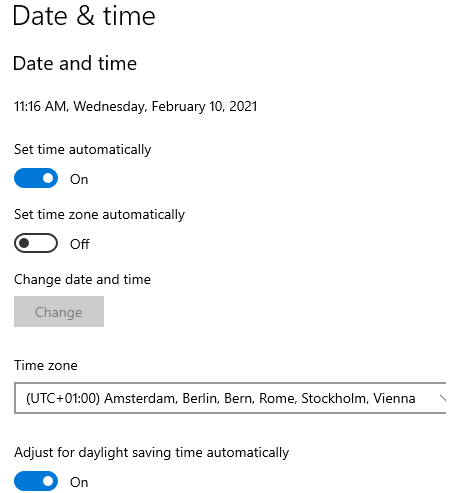 Date & time
Date and time
11:16 AM, Wednesday, February 10, 2021
Set time automatically
On
Set time zone automatically
Off
Change date and time
Change
Time zone
(UTC+01:00) Amsterdam, Berlin, Bern, Rome, Stockholm, Vienna
Adjust for daylight saving time automatically
On